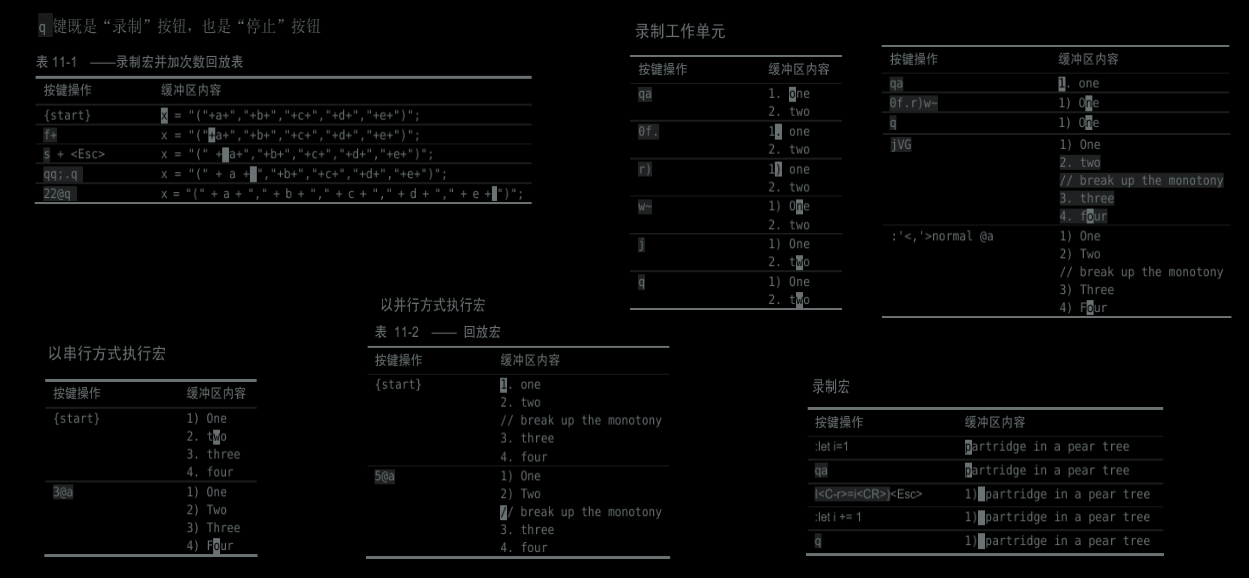 q 键既是“录制”按钮，也是“停止”按钮
表 11-1 ——录制宏并加次数回放表
按键操作 缓冲区内容
{start} x = "("+a+","+b+","+c+","+d+","+e+")";
f+ x = "("+a+","+b+","+c+","+d+","+e+")";
s + <Esc> x = "(" + a+","+b+","+c+","+d+","+e+")";
qq;.q x = "(" + a + ","+b+","+c+","+d+","+e+")";
22@q x = "(" + a + "," + b + "," + c + "," + d + "," + e + ")";
录制工作单元
按键操作 缓冲区内容
qa 1. one
2. two
0f. 1. one
2. two
r) 1) one
2. two
w~ 1) One
2. two
j 1) One
2. two
q 1) One
2. two
按键操作 缓冲区内容
qa 1. one
0f.r)w~ 1) One
q 1) One
jVG 1) One
2. two
// break up the monotony
3. three
4. four
:'<,'>normal @a 1) One
2) Two
// break up the monotony
3) Three
4) Four
以串行方式执行宏
按键操作 缓冲区内容
{start} 1) One
2. two
3. three
4. four
3@a 1) One
2) Two
3) Three
4) Four
以并行方式执行宏
表 11-2 —— 回放宏
按键操作 缓冲区内容
{start} 1. one
2. two
// break up the monotony
3. three
4. four
5@a 1) One
2) Two
// break up the monotony
3. three
4. four
录制宏
按键操作 缓冲区内容
:let i=1 partridge in a pear tree
qa partridge in a pear tree
I<C-r>=i<CR>)<Esc> 1) partridge in a pear tree
:let i += 1 1) partridge in a pear tree
q 1) partridge in a pear tree